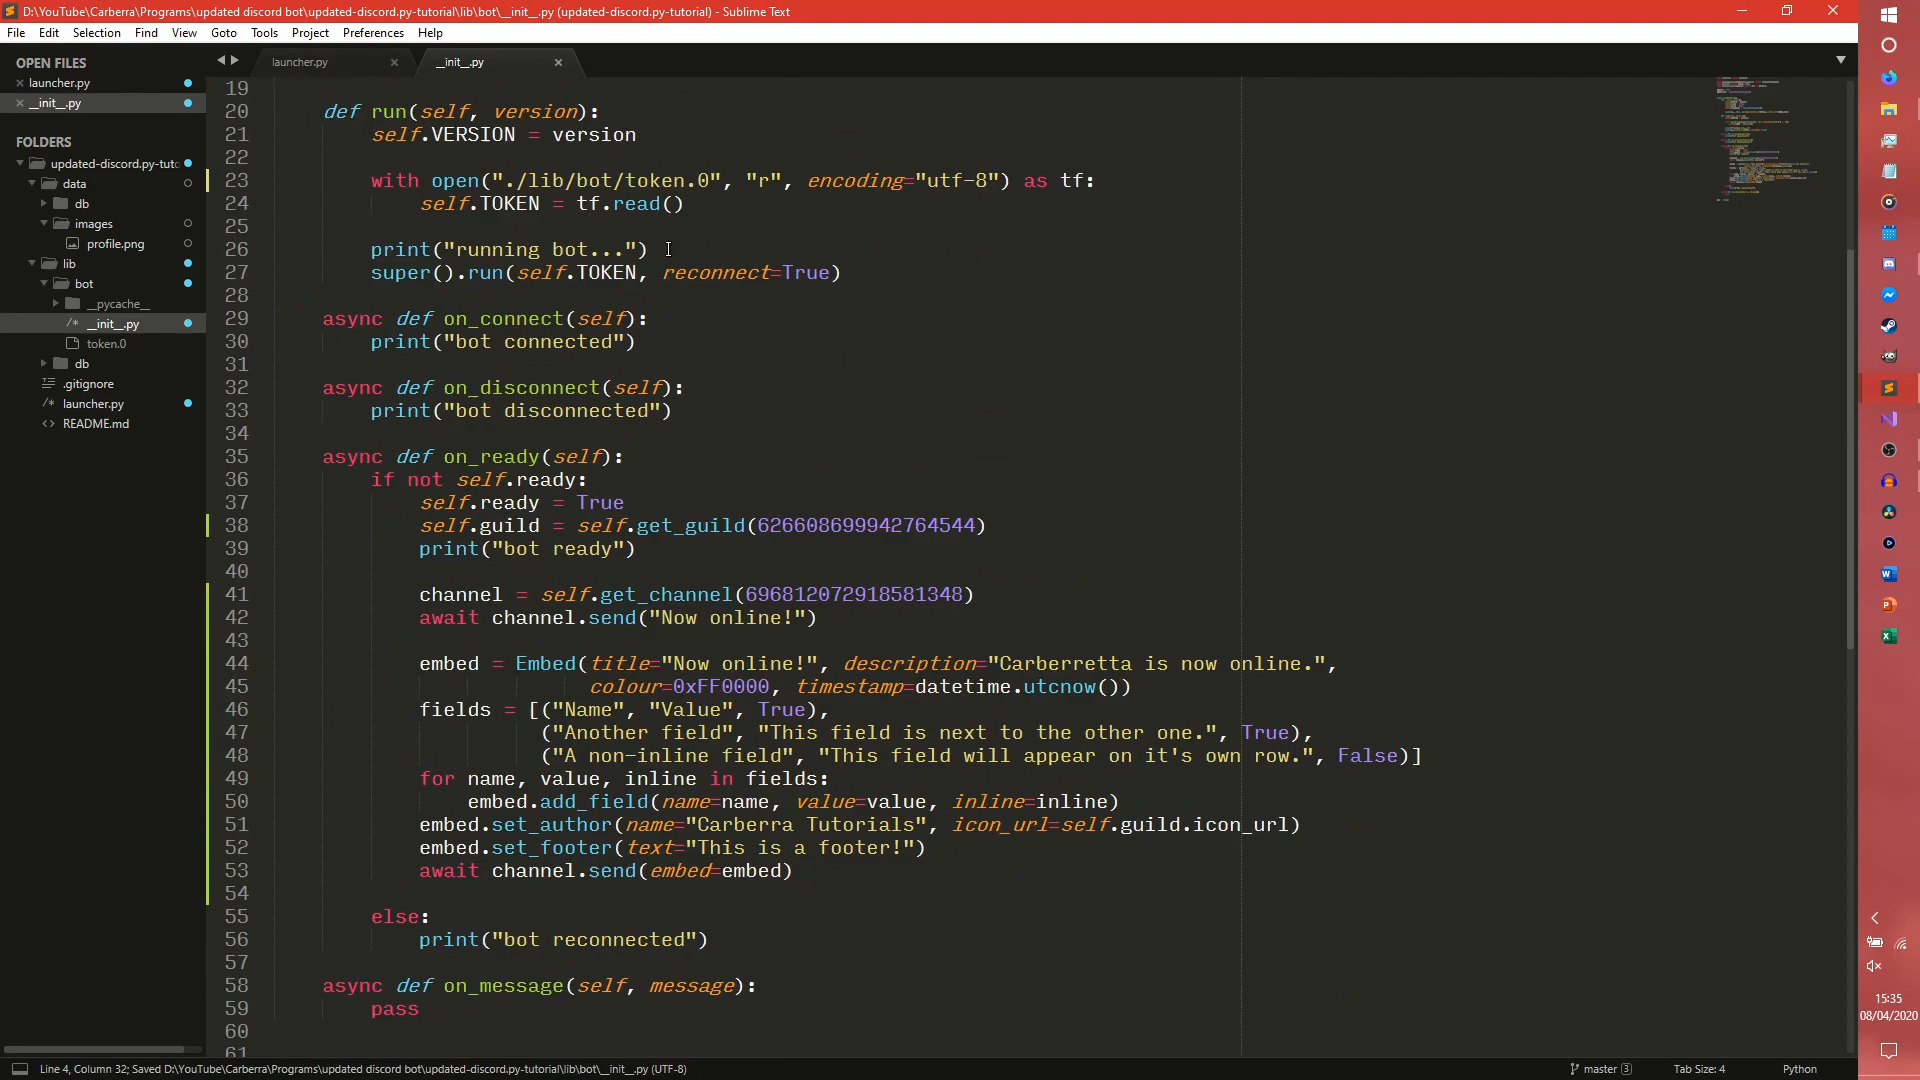 D:\YouTube\Carberra\Programs\updated discord bot\updated-discord.py-tutorial\lib\bot\__init__.py (updated-discord.py-tutorial) - Sublime Text
File Edit Selection Find View Goto Tools Project Preferences Help
OPEN FILES
launcher.py
__init__.py
FOLDERS
updated-discord.py-tuto
data
db
images
profile.png
lib
bot
__pycache__
__init__.py
token.0
db
.gitignore
launcher.py
README.md
launcher.py
__init__.py
19
20 def run(self, version):
21 self.VERSION = version
22
23 with open("./lib/bot/token.0", "r", encoding="utf-8") as tf:
24 self.TOKEN = tf.read()
25
26 print("running bot...")
27 super().run(self.TOKEN, reconnect=True)
28
29 async def on_connect(self):
30 print("bot connected")
31
32 async def on_disconnect(self):
33 print("bot disconnected")
34
35 async def on_ready(self):
36 if not self.ready:
37 self.ready = True
38 self.guild = self.get_guild(626608699942764544)
39 print("bot ready")
40
41 channel = self.get_channel(696812072918581348)
42 await channel.send("Now online!")
43
44 embed = Embed(title="Now online!", description="Carberretta is now online.",
45 colour=0xFF0000, timestamp=datetime.utcnow())
46 fields = [("Name", "Value", True),
47 ("Another field", "This field is next to the other one.", True),
48 ("A non-inline field", "This field will appear on it's own row.", False)]
49 for name, value, inline in fields:
50 embed.add_field(name=name, value=value, inline=inline)
51 embed.set_author(name="Carberra Tutorials", icon_url=self.guild.icon_url)
52 embed.set_footer(text="This is a footer!")
53 await channel.send(embed=embed)
54
55 else:
56 print("bot reconnected")
57
58 async def on_message(self, message):
59 pass
60
61
Line 4, Column 32; Saved D:\YouTube\Carberra\Programs\updated discord bot\updated-discord.py-tutorial\lib\bot\__init__.py (UTF-8)
master 3
Tab Size: 4
Python
15:35
08/04/2020